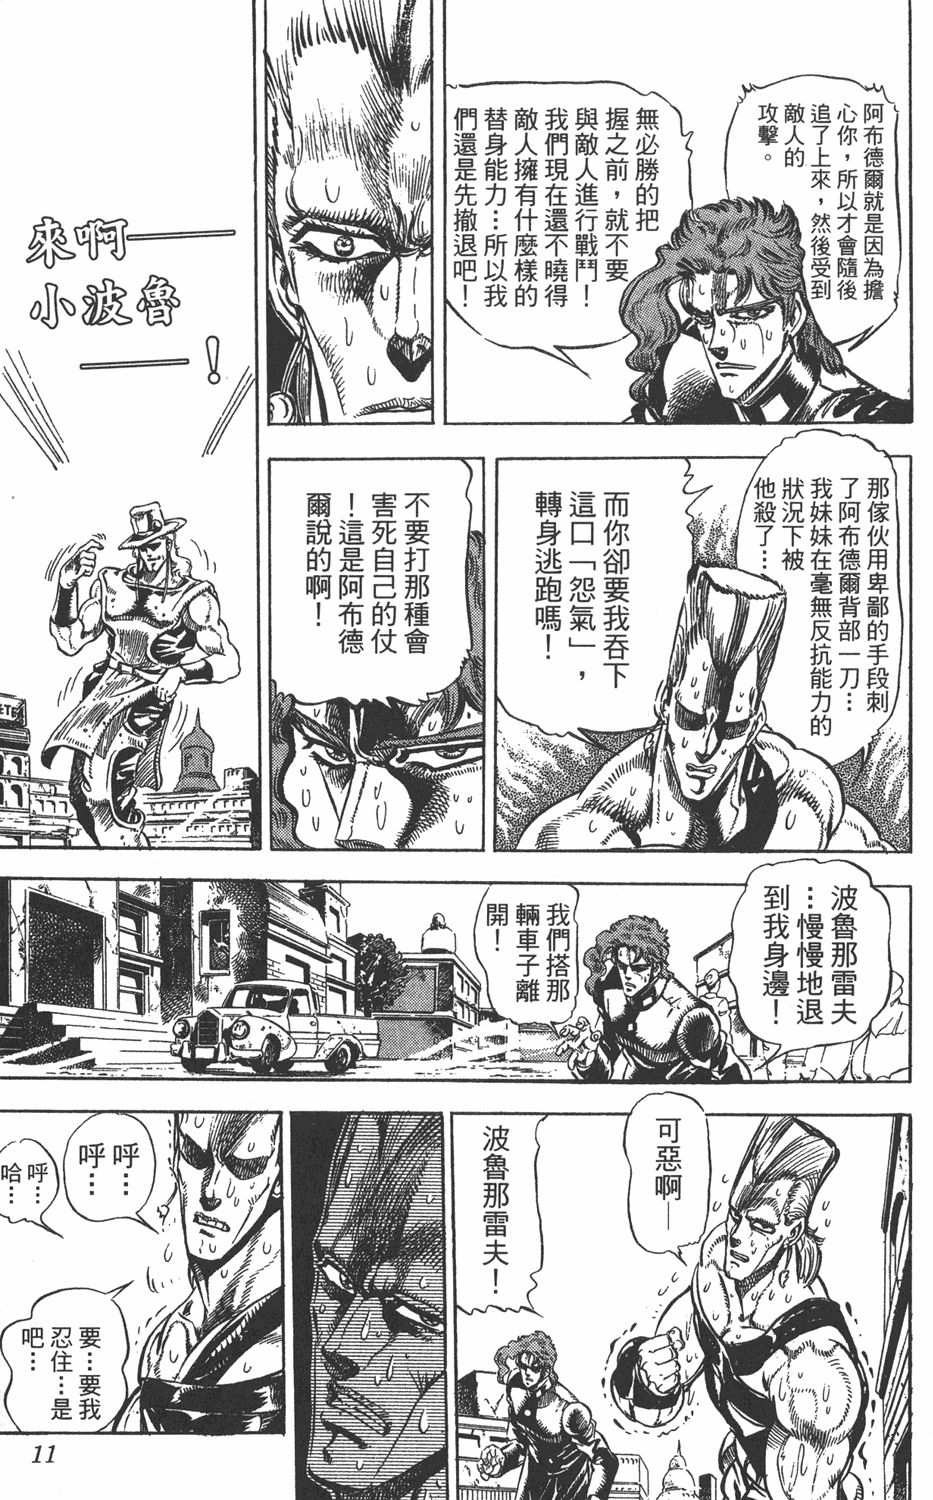 阿布德爾就是因為擔
心你，所以才會隨後
追了上來，然後受到
敵人的
攻擊。
無必勝的把
握之前，就不要
與敵人進行戰鬥！
我們現在還不曉得
敵人擁有什麼樣的
替身能力…所以我
們還是先撤退吧！
那傢伙用卑鄙的手段刺
了阿布德爾背部一刀…
我妹妹在毫無反抗能力的
狀況下被
他殺了…
而你卻要我吞下
這口「怨氣」，
轉身逃跑嗎！
不要打那種會
害死自己的仗
！這是阿布德
爾說的啊！
來啊——
小波魯
——！
波魯那雷夫
…慢慢地退
到我身邊！
我們搭那
輛車子離
開！
可惡啊—
波魯那雷夫！
呼…
呼…
呼…
哈…
要…要我
忍住…是
吧…
11